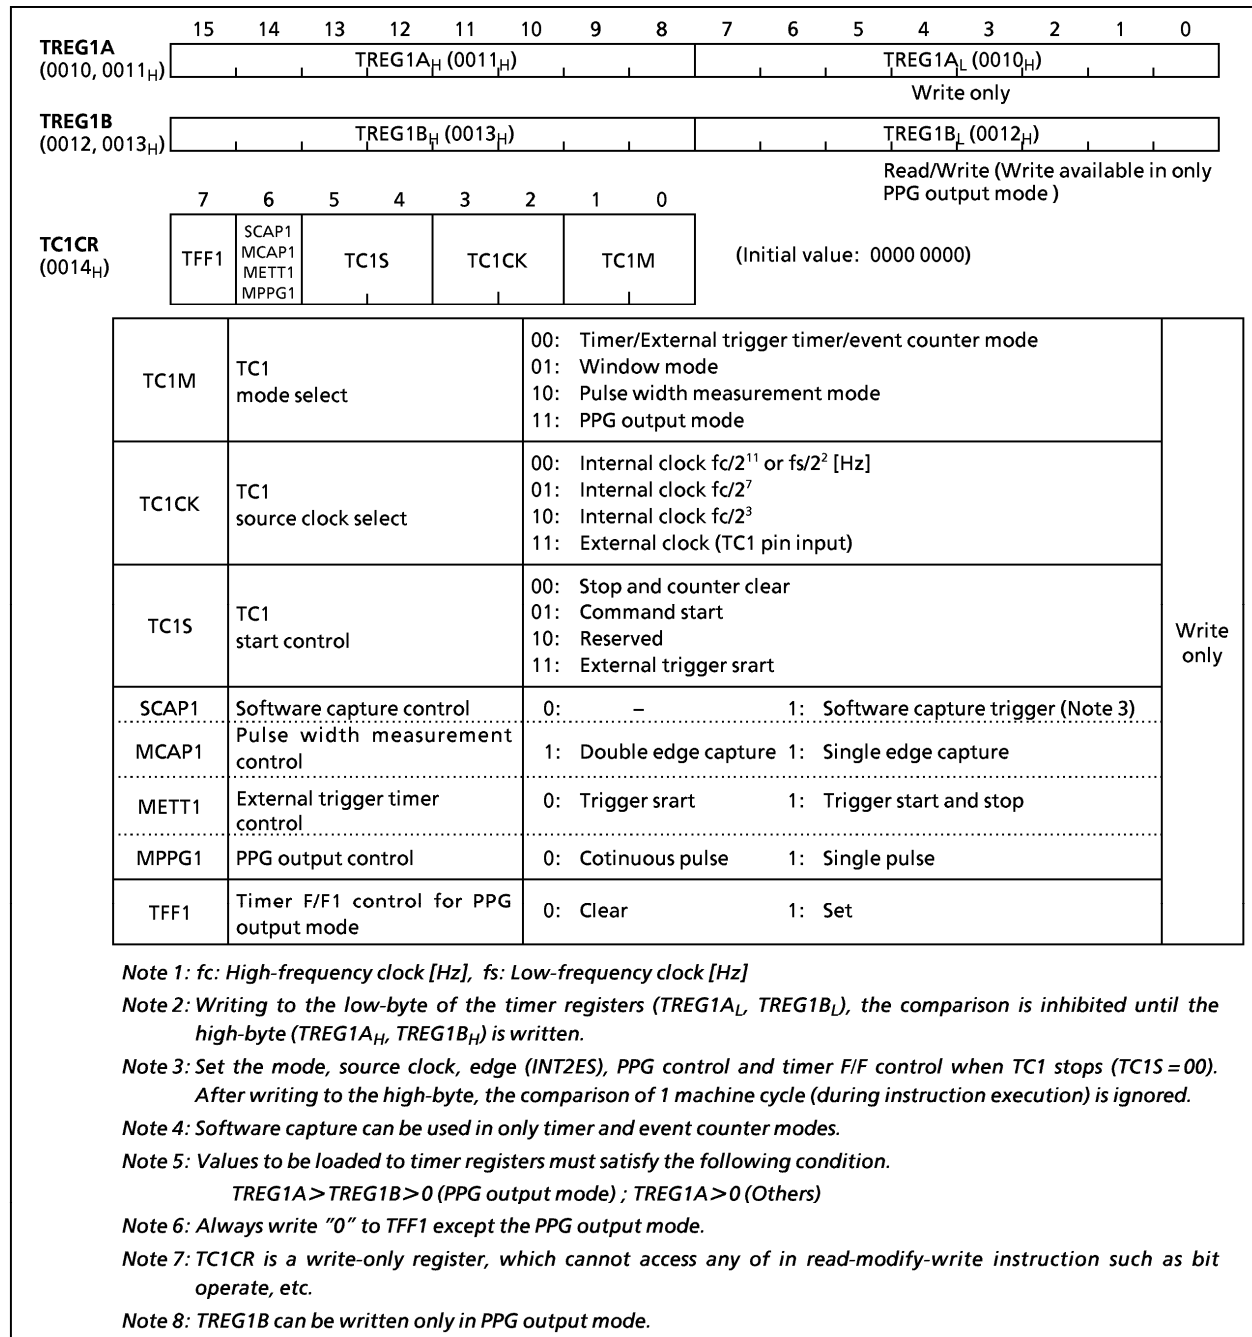 15 14 13 12 11 10 9 8 7 6 5 4 3 2 1 0
TREG1A
(0010, 0011H)
TREG1AH (0011H) TREG1AL (0010H)
Write only
TREG1B
(0012, 0013H)
TREG1BH (0013H) TREG1BL (0012H)
Read/Write (Write available in only
PPG output mode )
7 6 5 4 3 2 1 0
TC1CR
(0014H)
TFF1
SCAP1
MCAP1
METT1
MPPG1
TC1S TC1CK TC1M
(Initial value: 0000 0000)
TC1M
TC1
mode select
00: Timer/External trigger timer/event counter mode
01: Window mode
10: Pulse width measurement mode
11: PPG output mode
TC1CK
TC1
source clock select
00: Internal clock fc/2¹¹ or fs/2² [Hz]
01: Internal clock fc/2⁷
10: Internal clock fc/2³
11: External clock (TC1 pin input)
TC1S
TC1
start control
00: Stop and counter clear
01: Command start
10: Reserved
11: External trigger srart
Write
only
SCAP1 Software capture control 0: – 1: Software capture trigger (Note 3)
MCAP1
Pulse width measurement
control
1: Double edge capture 1: Single edge capture
METT1
External trigger timer
control
0: Trigger srart 1: Trigger start and stop
MPPG1 PPG output control 0: Cotinuous pulse 1: Single pulse
TFF1
Timer F/F1 control for PPG
output mode
0: Clear 1: Set
Note 1: fc: High-frequency clock [Hz], fs: Low-frequency clock [Hz]
Note 2: Writing to the low-byte of the timer registers (TREG1AL, TREG1BL), the comparison is inhibited until the
high-byte (TREG1AH, TREG1BH) is written.
Note 3: Set the mode, source clock, edge (INT2ES), PPG control and timer F/F control when TC1 stops (TC1S = 00).
After writing to the high-byte, the comparison of 1 machine cycle (during instruction execution) is ignored.
Note 4: Software capture can be used in only timer and event counter modes.
Note 5: Values to be loaded to timer registers must satisfy the following condition.
TREG1A > TREG1B > 0 (PPG output mode) ; TREG1A > 0 (Others)
Note 6: Always write "0" to TFF1 except the PPG output mode.
Note 7: TC1CR is a write-only register, which cannot access any of in read-modify-write instruction such as bit
operate, etc.
Note 8: TREG1B can be written only in PPG output mode.